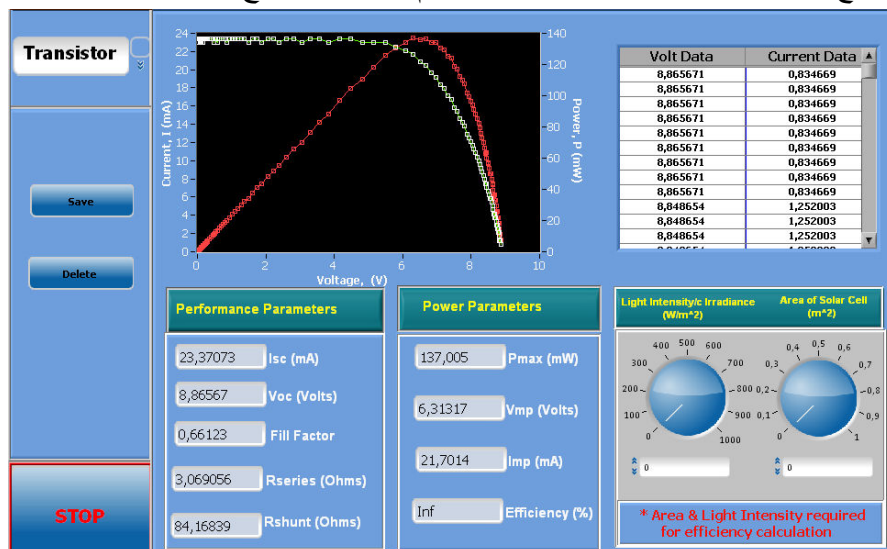 Transistor
Save
Delete
STOP
24
22
20
18
16
14
12
10
8
6
4
2
0
Current, I (mA)
140
120
100
80
60
40
20
0
Power, P (mW)
0 2 4 6 8 10
Voltage, (V)
Volt Data Current Data
8,865671 0,834669
8,865671 0,834669
8,865671 0,834669
8,865671 0,834669
8,865671 0,834669
8,865671 0,834669
8,865671 0,834669
8,865671 0,834669
8,865671 0,834669
8,848654 1,252003
8,848654 1,252003
8,848654 1,252003
Performance Parameters
23,37073 Isc (mA)
8,86567 Voc (Volts)
0,66123 Fill Factor
3,069056 Rseries (Ohms)
84,16839 Rshunt (Ohms)
Power Parameters
137,005 Pmax (mW)
6,31317 Vmp (Volts)
21,7014 Imp (mA)
Inf Efficiency (%)
Light Intensity/c Irradiance
(W/m^2)
Area of Solar Cell
(m^2)
0 100 200 300 400 500 600 700 800 900 1000
0
0 0,1 0,2 0,3 0,4 0,5 0,6 0,7 0,8 0,9 1
0
* Area & Light Intensity required
for efficiency calculation